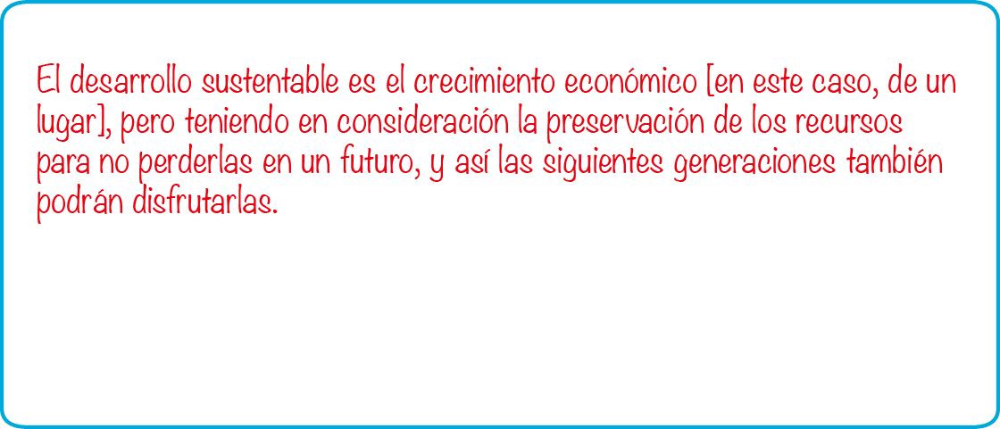 El desarrollo sustentable es el crecimiento económico [en este caso, de un
lugar], pero teniendo en consideración la preservación de los recursos
para no perderlas en un futuro, y así las siguientes generaciones también
podrán disfrutarlas.